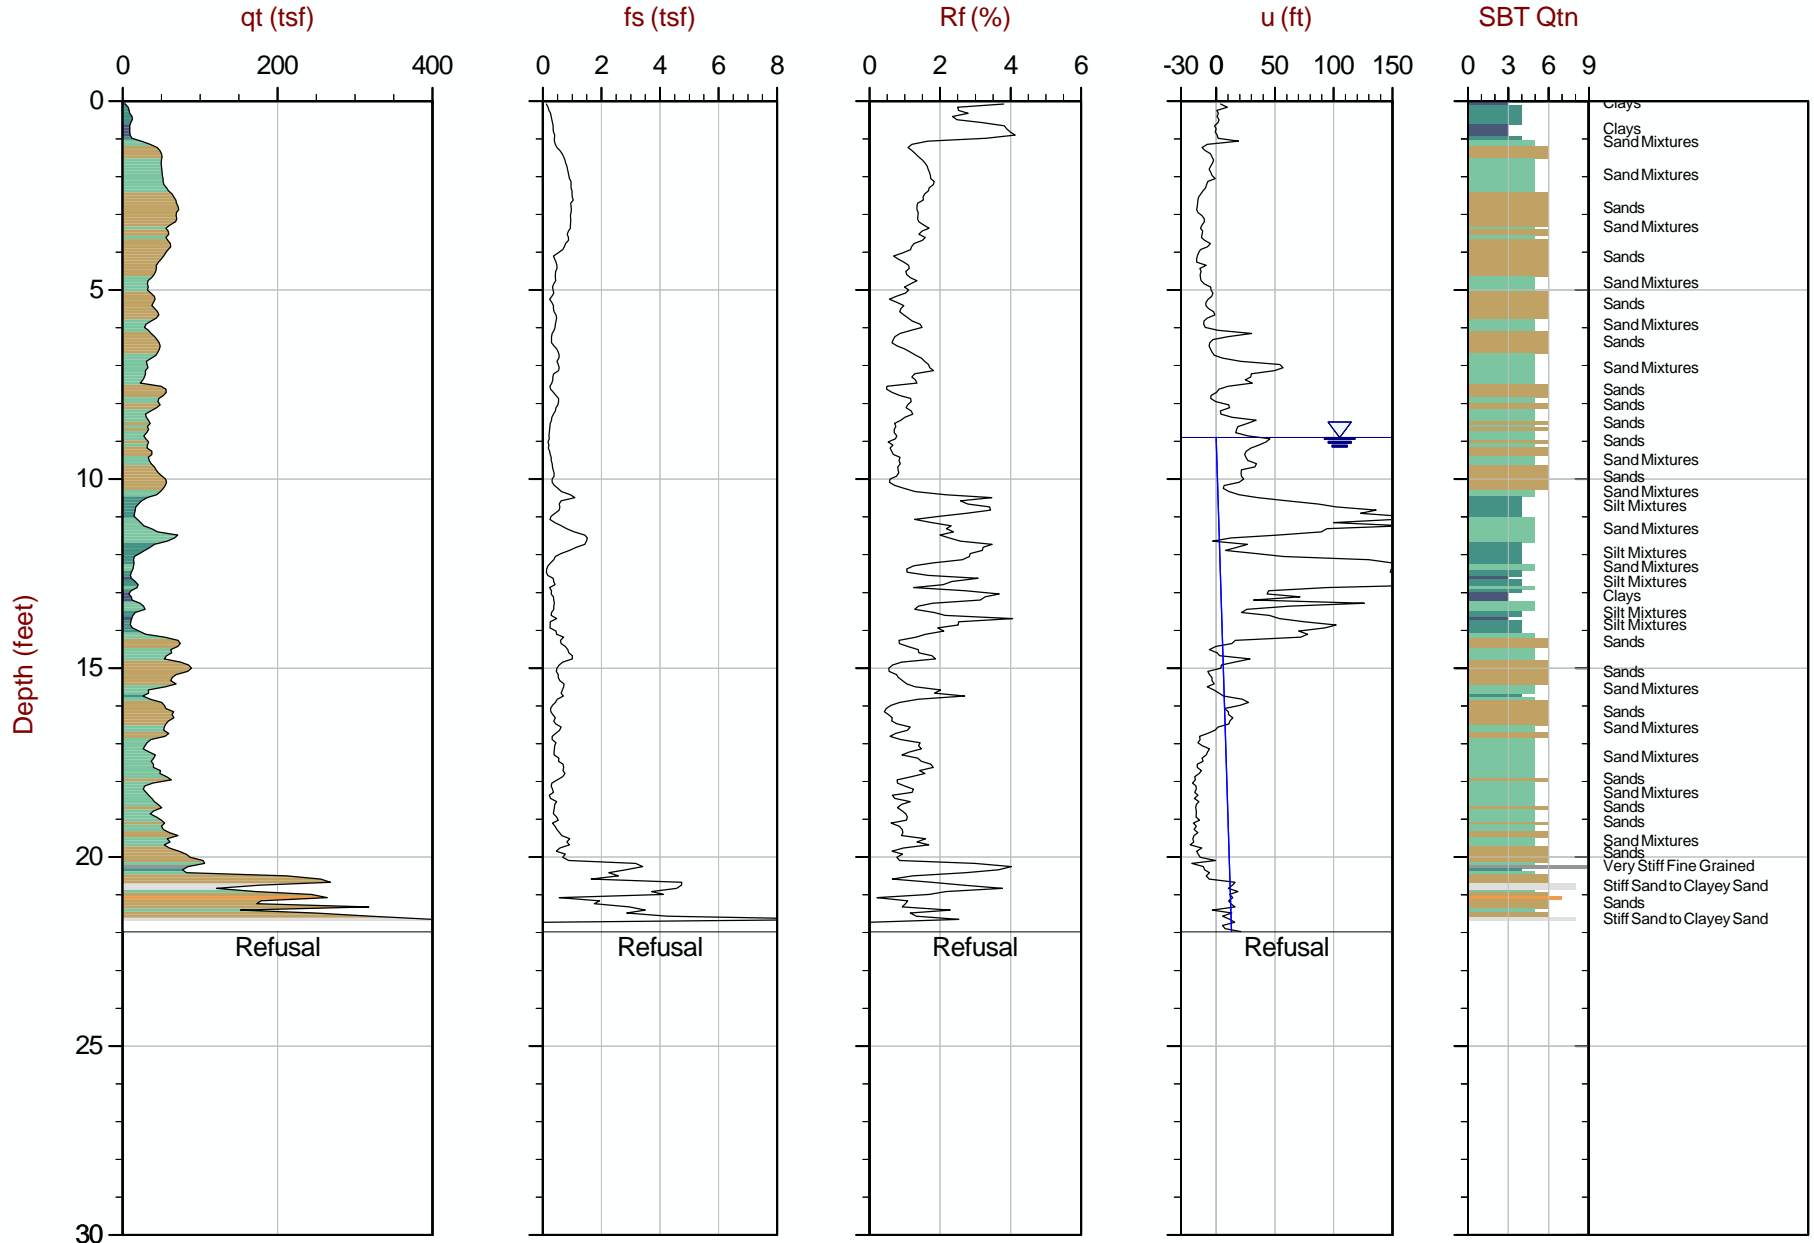 qt (tsf) fs (tsf) Rf (%) u (ft) SBT Qtn
0 200 400 0 2 4 6 8 0 2 4 6 -30 0 50 100 150 0 3 6 9
0
5
10
15
20
25
30
Depth (feet)
Clays
Clays
Sand Mixtures
Sand Mixtures
Sands
Sand Mixtures
Sands
Sand Mixtures
Sands
Sand Mixtures
Sands
Sand Mixtures
Sands
Sands
Sands
Sands
Sand Mixtures
Sands
Sand Mixtures
Silt Mixtures
Sand Mixtures
Silt Mixtures
Sand Mixtures
Silt Mixtures
Clays
Silt Mixtures
Silt Mixtures
Sands
Sands
Sand Mixtures
Sands
Sand Mixtures
Sand Mixtures
Sands
Sand Mixtures
Sands
Sands
Sand Mixtures
Sands
Very Stiff Fine Grained
Stiff Sand to Clayey Sand
Sands
Stiff Sand to Clayey Sand
Refusal Refusal Refusal Refusal